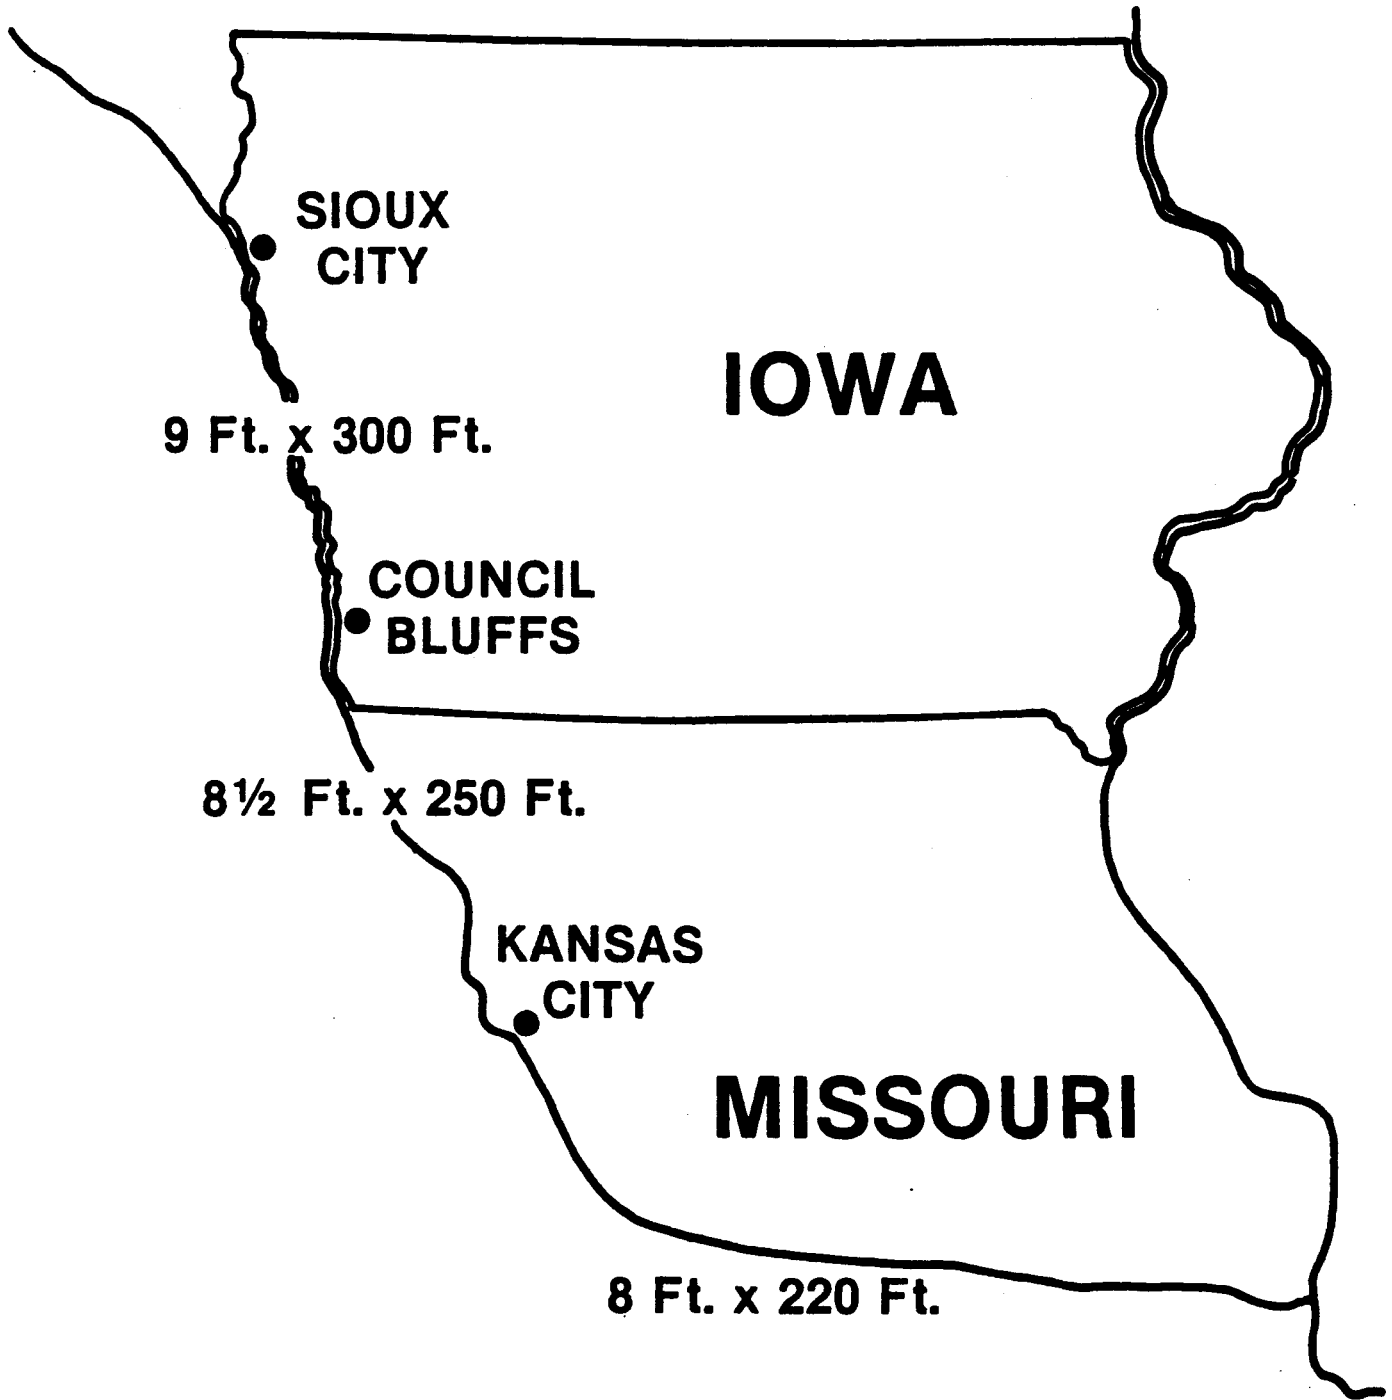 SIOUX
CITY
IOWA
9 Ft. x 300 Ft.
COUNCIL
BLUFFS
8½ Ft. x 250 Ft.
KANSAS
CITY
MISSOURI
8 Ft. x 220 Ft.